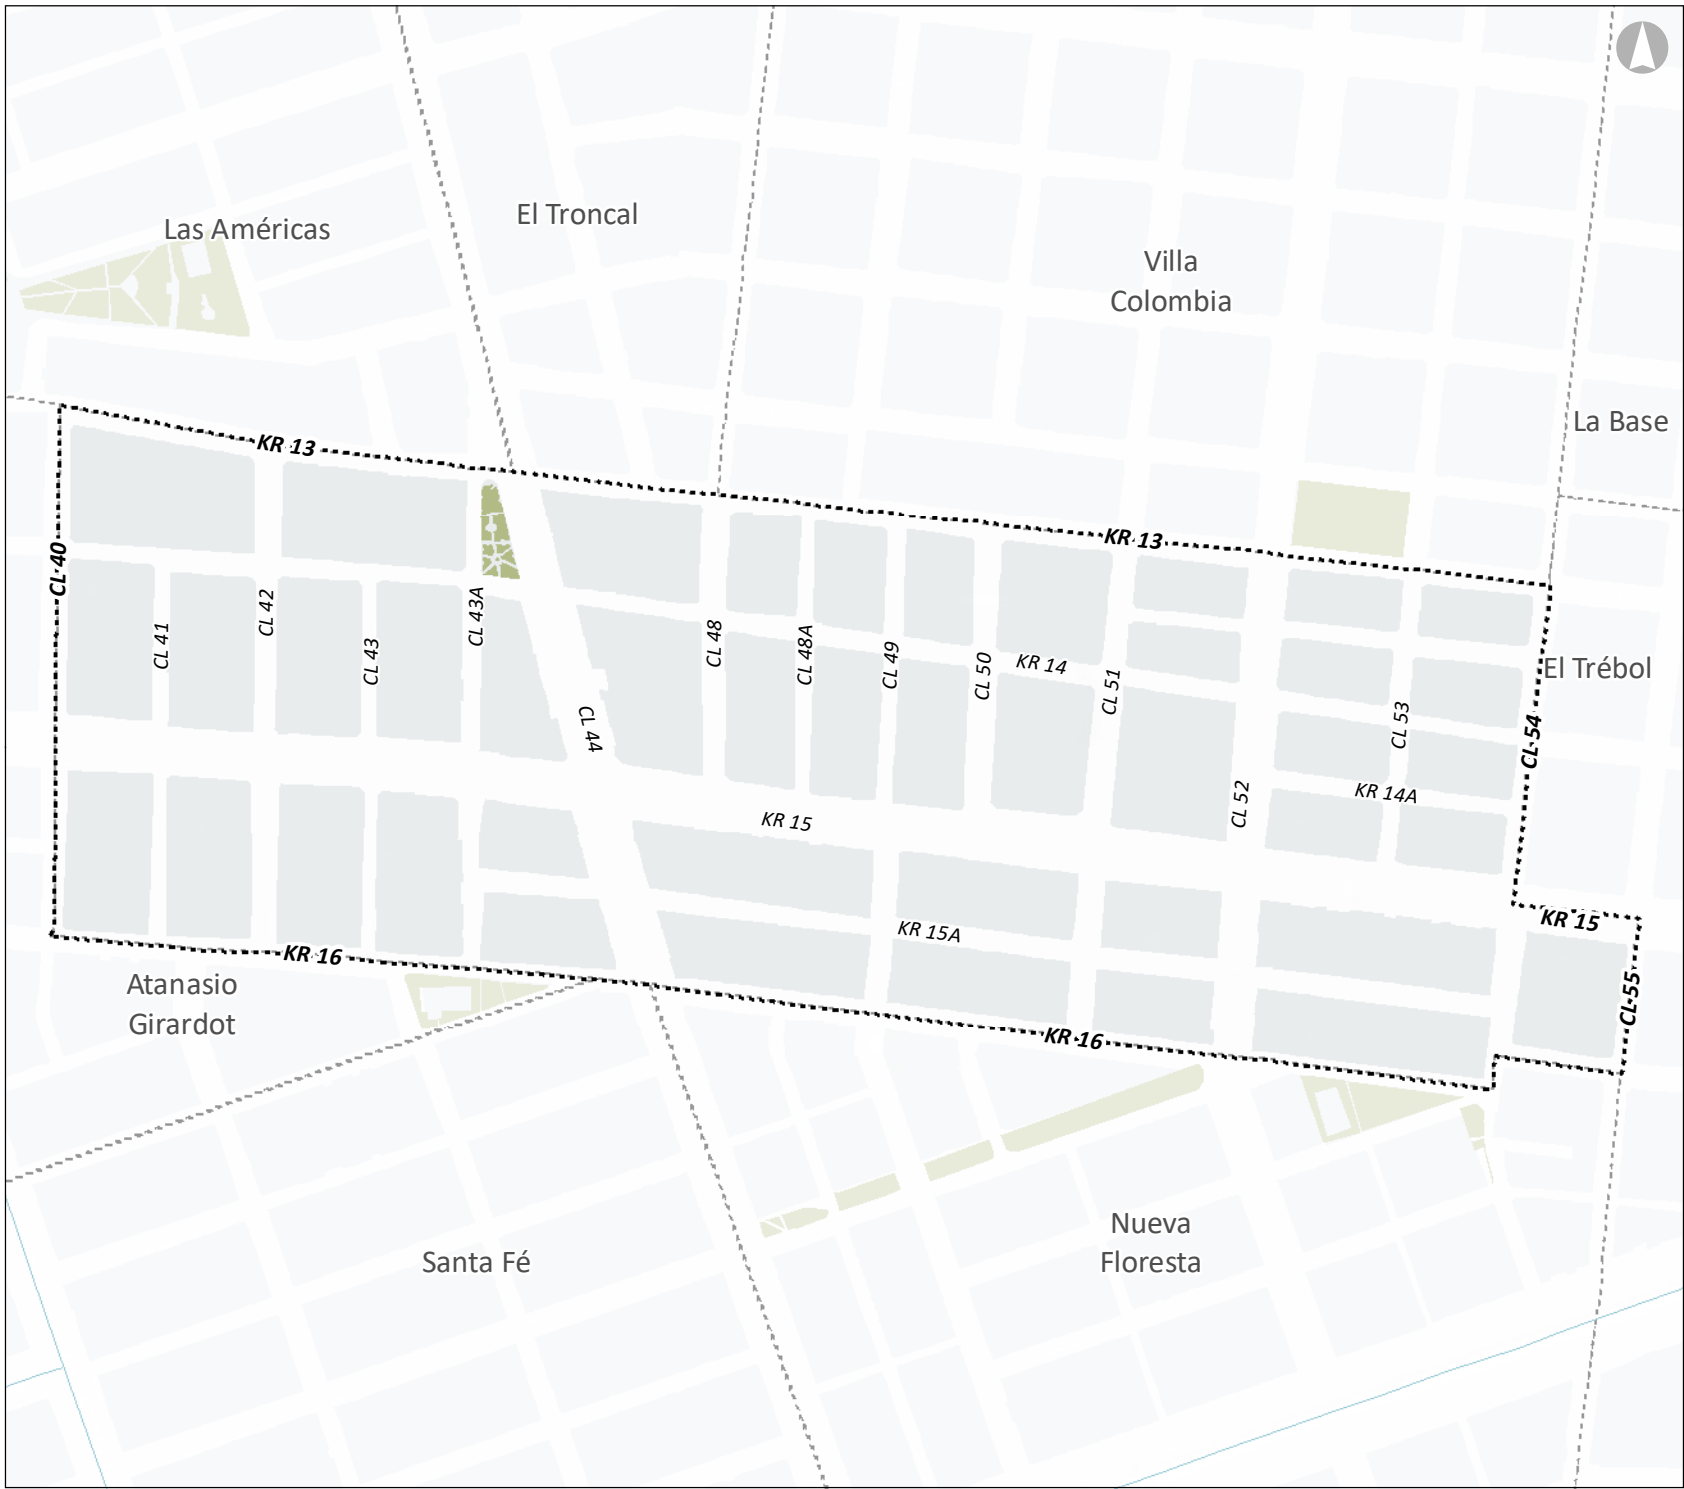 El Troncal
Las Américas
Villa
Colombia
La Base
KR 13
KR 13
CL 40
CL 41
CL 42
CL 43
CL 43A
CL 44
CL 48
CL 48A
CL 49
CL 50
KR 14
CL 51
CL 52
CL 53
CL 54
El Trébol
KR 14A
KR 15
KR 15
KR 15A
CL 55
KR 16
KR 16
Atanasio
Girardot
Santa Fé
Nueva
Floresta